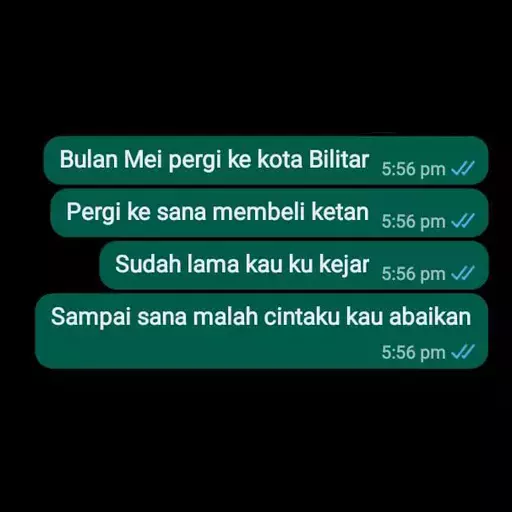 Bulan Mei pergi ke kota Bilitar
5:56 pm
Pergi ke sana membeli ketan
5:56 pm
Sudah lama kau ku kejar
5:56 pm
Sampai sana malah cintaku kau abaikan
5:56 pm